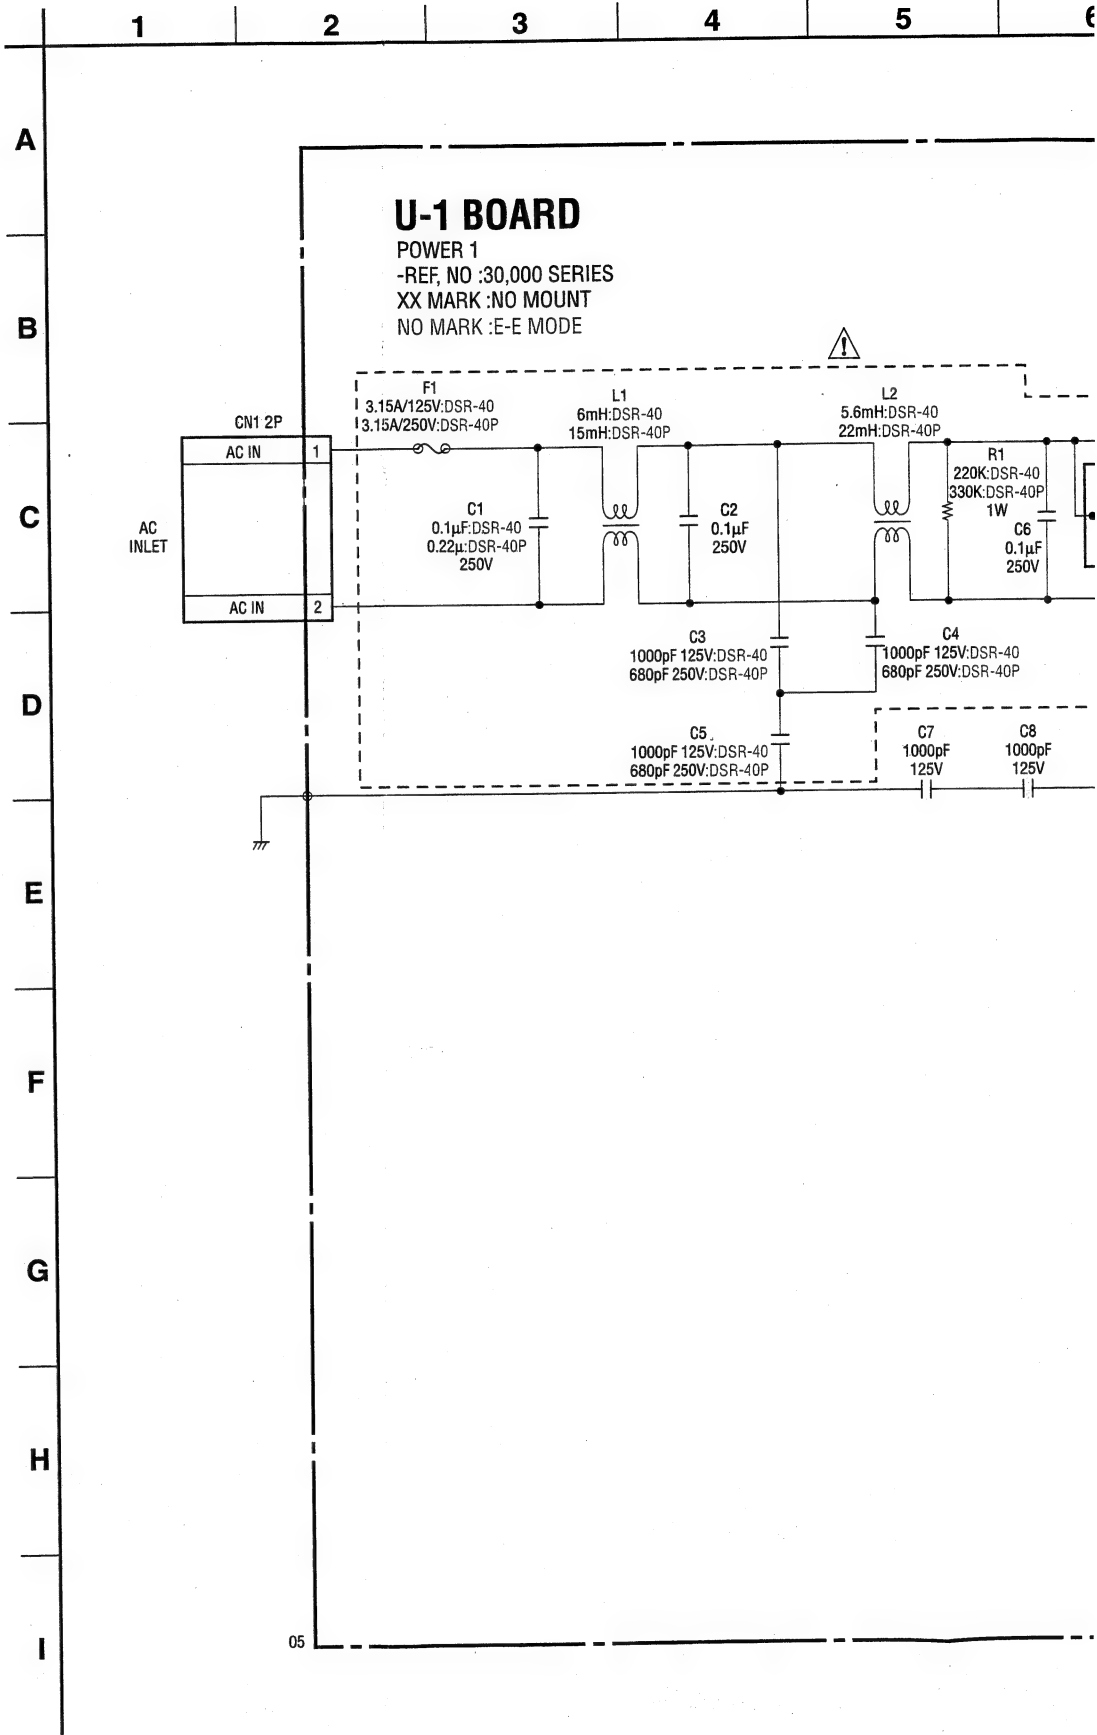 1 2 3 4 5 6
A
U-1 BOARD
POWER 1
-REF, NO :30,000 SERIES
XX MARK :NO MOUNT
NO MARK :E-E MODE
B
F1
3.15A/125V:DSR-40
3.15A/250V:DSR-40P
L1
6mH:DSR-40
15mH:DSR-40P
L2
5.6mH:DSR-40
22mH:DSR-40P
CN1 2P
AC IN 1
R1
220K:DSR-40
330K:DSR-40P
1W
C
AC
INLET
C1
0.1µF:DSR-40
0.22µ:DSR-40P
250V
C2
0.1µF
250V
C6
0.1µF
250V
AC IN 2
C3
1000pF 125V:DSR-40
680pF 250V:DSR-40P
C4
1000pF 125V:DSR-40
680pF 250V:DSR-40P
D
C5
1000pF 125V:DSR-40
680pF 250V:DSR-40P
C7
1000pF
125V
C8
1000pF
125V
E
F
G
H
I
05